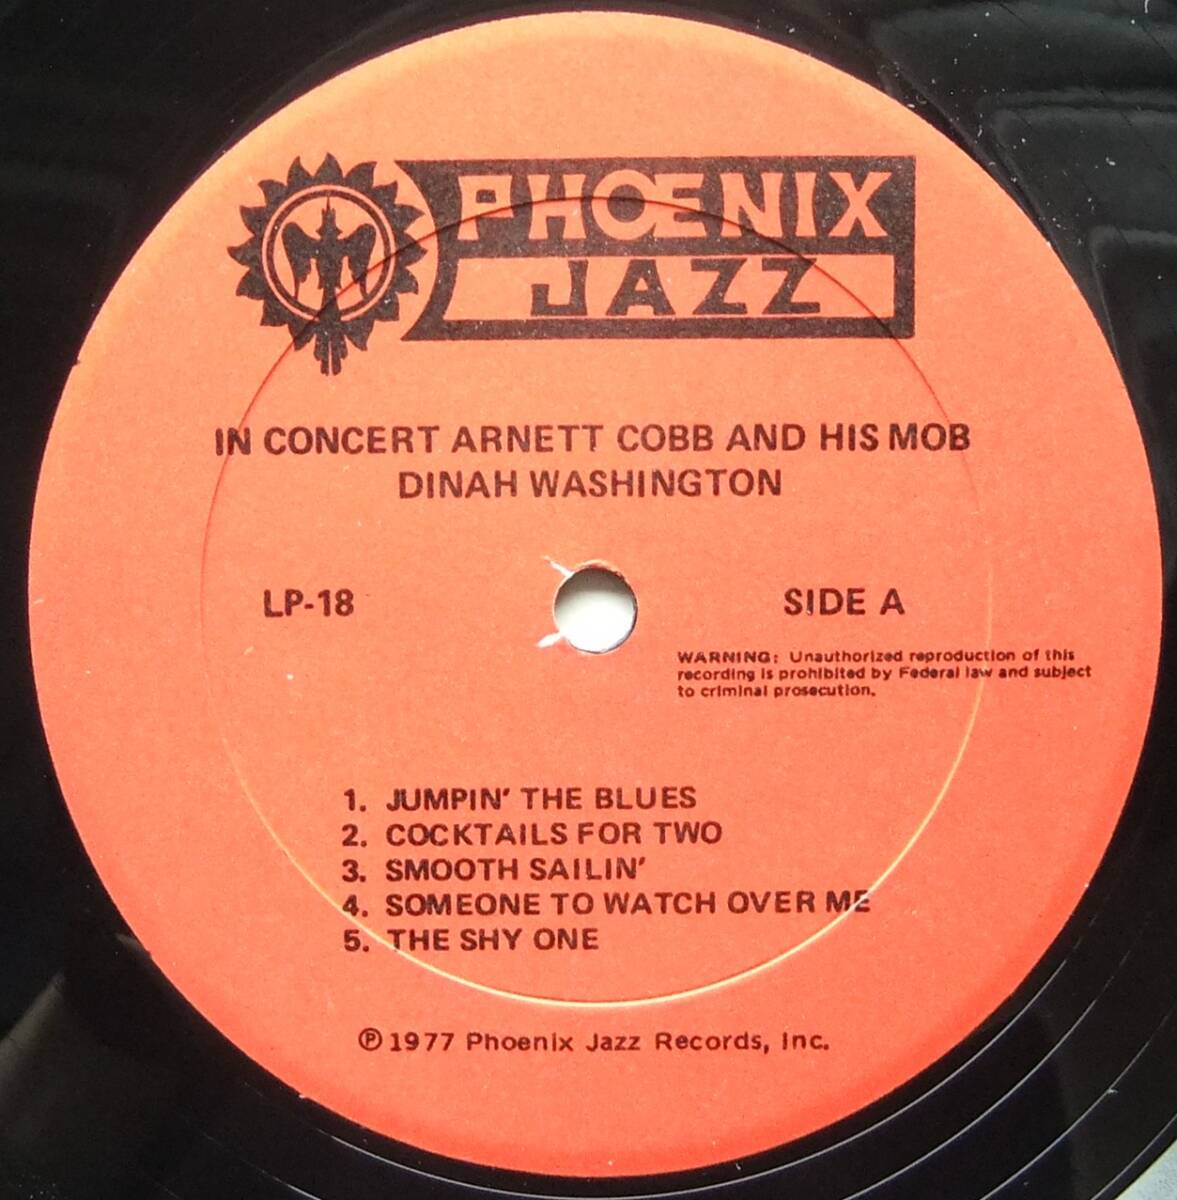 PHOENIX
JAZZ
IN CONCERT ARNETT COBB AND HIS MOB
DINAH WASHINGTON
LP-18
SIDE A
WARNING: Unauthorized reproduction of this
recording is prohibited by Federal law and subject
to criminal prosecution.
1. JUMPIN' THE BLUES
2. COCKTAILS FOR TWO
3. SMOOTH SAILIN'
4. SOMEONE TO WATCH OVER ME
5. THE SHY ONE
℗ 1977 Phoenix Jazz Records, Inc.